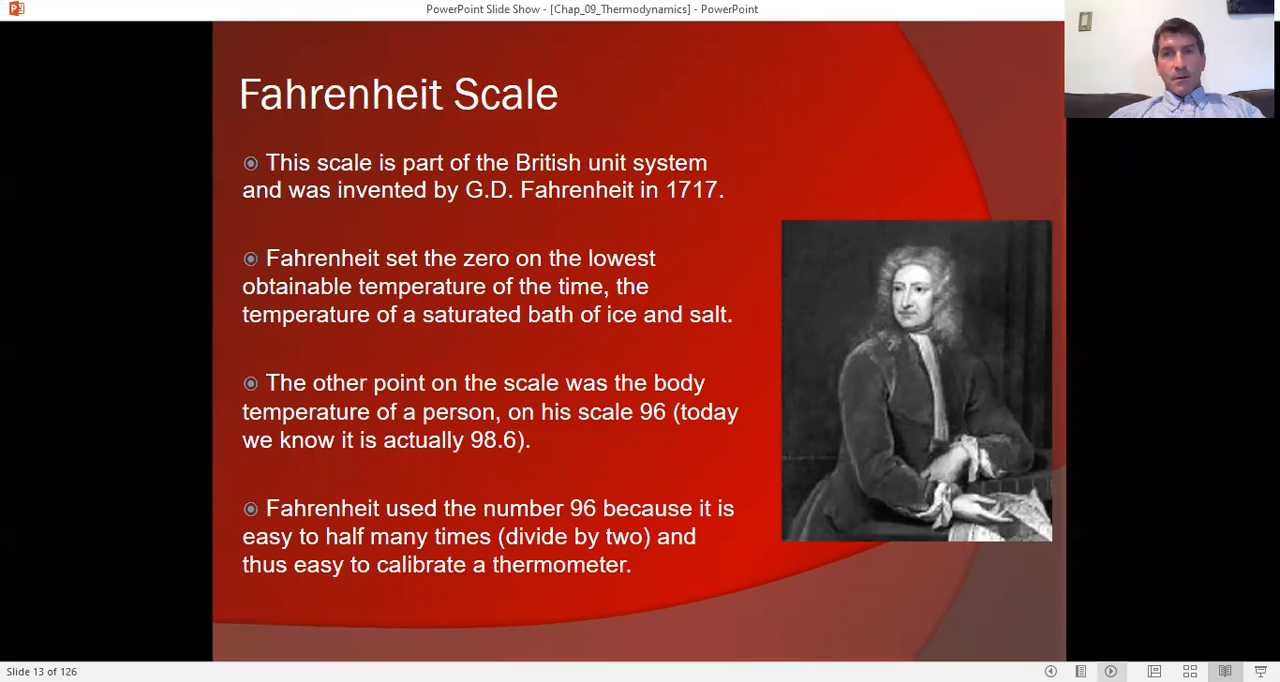 PowerPoint Slide Show - [Chap_09_Thermodynamics] - PowerPoint
Fahrenheit Scale
This scale is part of the British unit system
and was invented by G.D. Fahrenheit in 1717.
Fahrenheit set the zero on the lowest
obtainable temperature of the time, the
temperature of a saturated bath of ice and salt.
The other point on the scale was the body
temperature of a person, on his scale 96 (today
we know it is actually 98.6).
Fahrenheit used the number 96 because it is
easy to half many times (divide by two) and
thus easy to calibrate a thermometer.
Slide 13 of 126